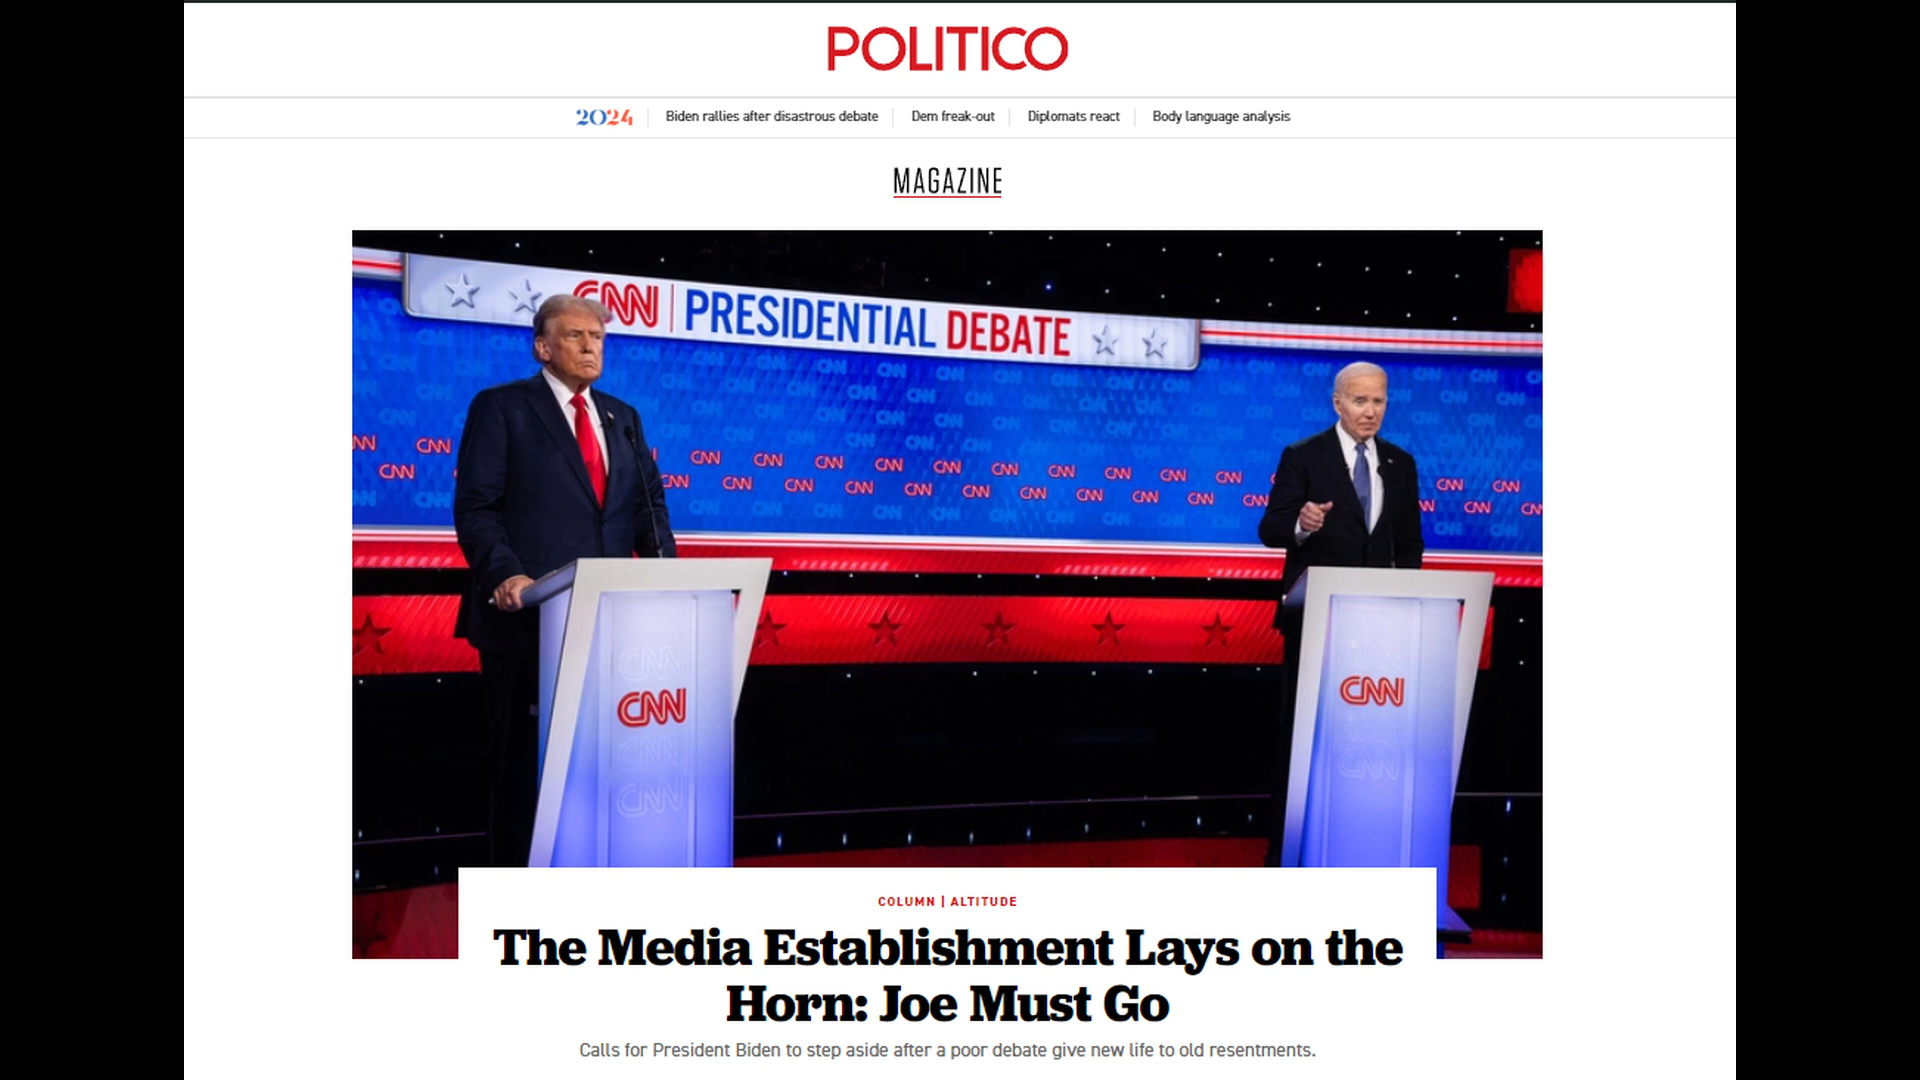 POLITICO
2024 Biden rallies after disastrous debate Dem freak-out Diplomats react Body language analysis
MAGAZINE
CNN PRESIDENTIAL DEBATE
CNN
CNN
COLUMN | ALTITUDE
The Media Establishment Lays on the
Horn: Joe Must Go
Calls for President Biden to step aside after a poor debate give new life to old resentments.